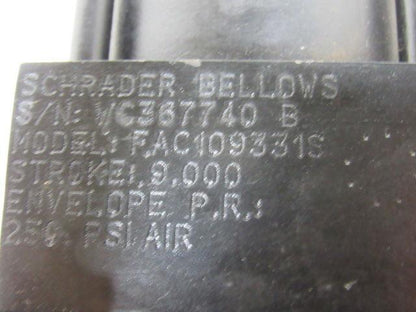 SCHRADER BELLOWS
S/N: VC367740 B
MODEL: FAC109331S
STROKE: 9.000
ENVELOPE P.R.:
250 PSI AIR